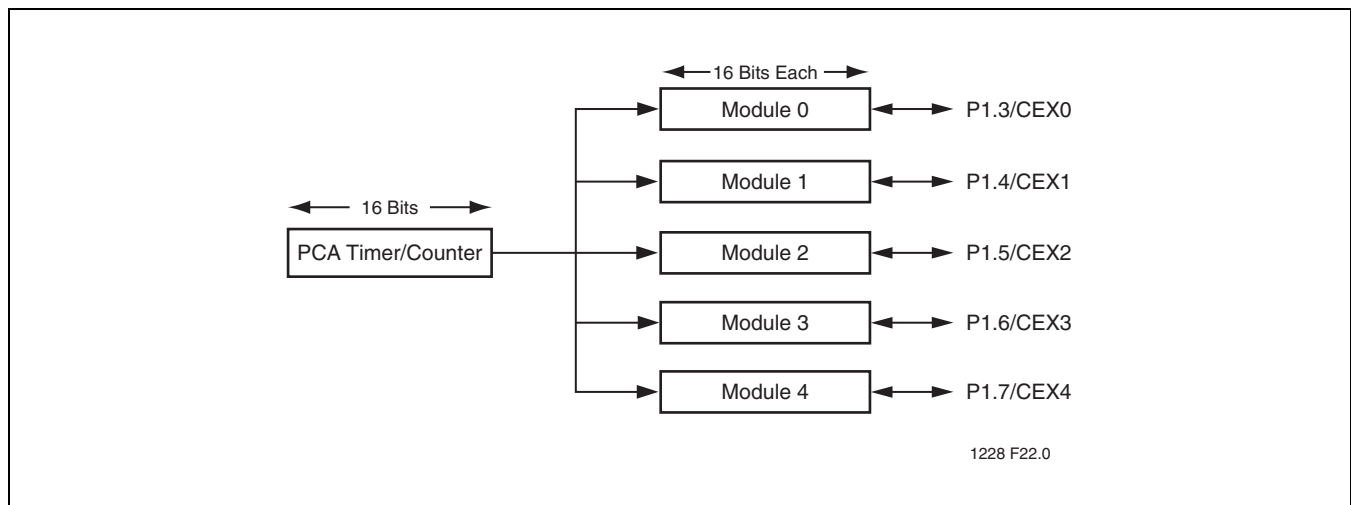 16 Bits Each
Module 0
P1.3/CEX0
Module 1
P1.4/CEX1
16 Bits
PCA Timer/Counter
Module 2
P1.5/CEX2
Module 3
P1.6/CEX3
Module 4
P1.7/CEX4
1228 F22.0